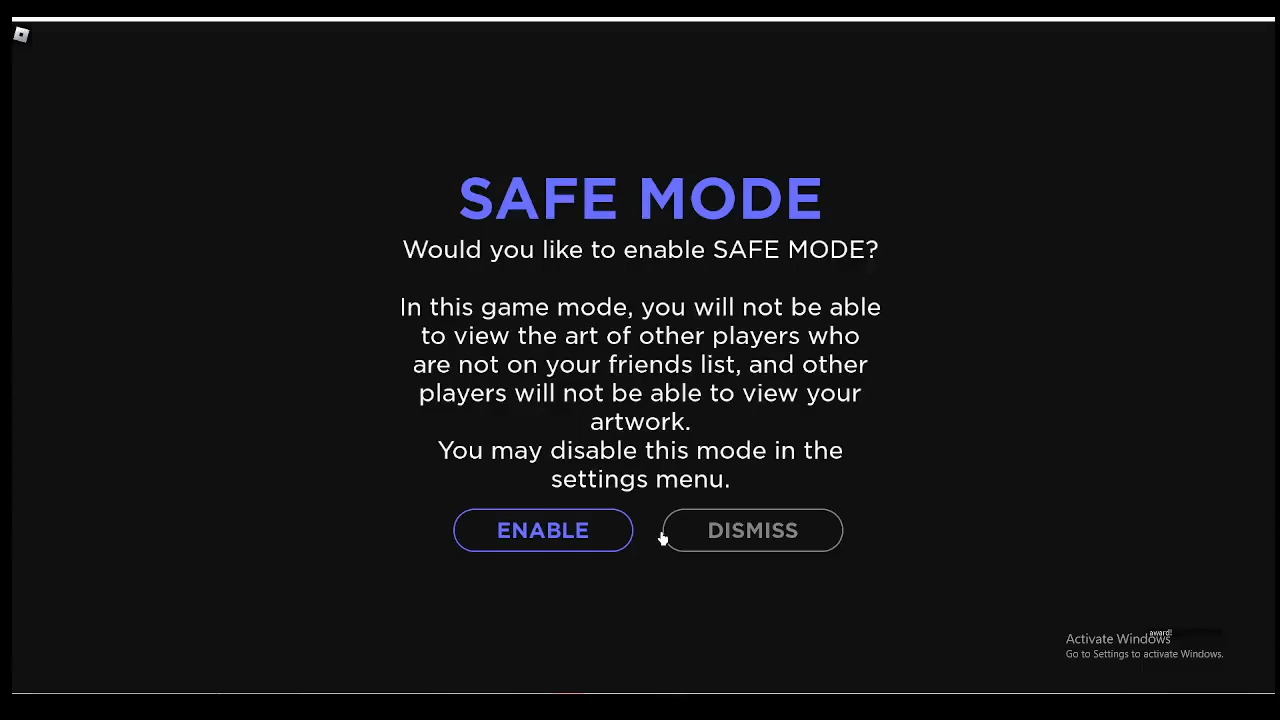 SAFE MODE
Would you like to enable SAFE MODE?
In this game mode, you will not be able
to view the art of other players who
are not on your friends list, and other
players will not be able to view your
artwork.
You may disable this mode in the
settings menu.
ENABLE
DISMISS
award!
Activate Windows
Go to Settings to activate Windows.